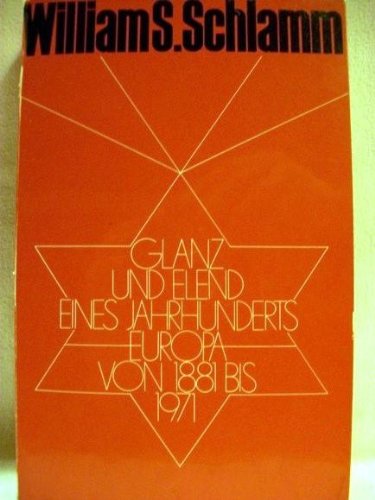 William S. Schlamm
GLANZ
UND ELEND
EINES JAHRHUNDERTS
EUROPA
VON 1881 BIS
1971